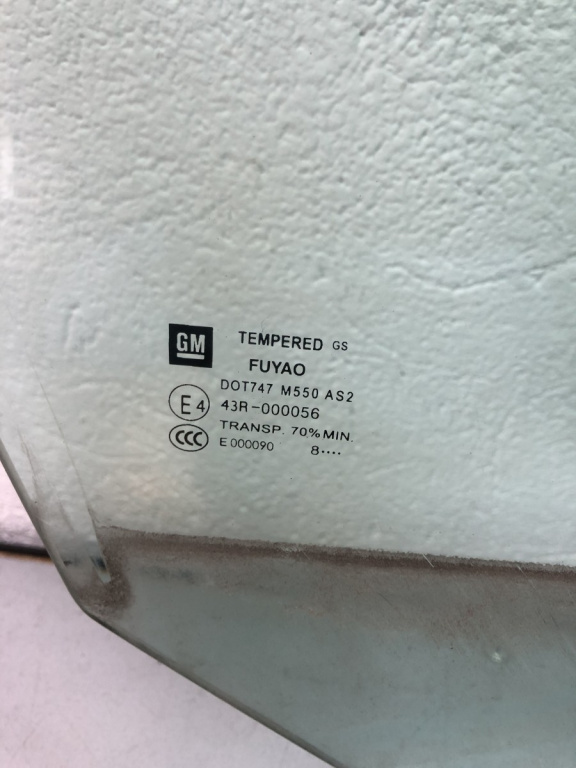 GM TEMPERED GS
FUYAO
DOT747 M550 AS2
E4 43R-000056
TRANSP. 70%MIN.
CCC E000090 8····